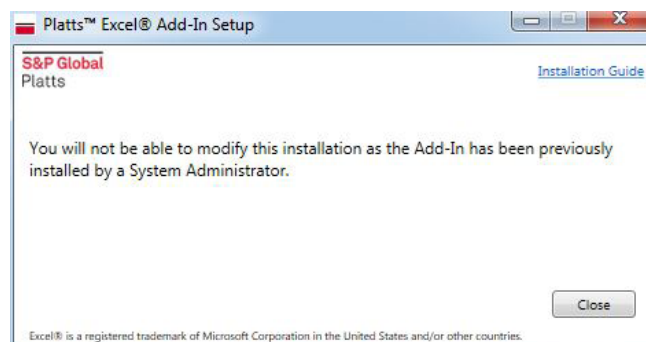 Platts™ Excel® Add-In Setup
S&P Global
Platts
Installation Guide
You will not be able to modify this installation as the Add-In has been previously
installed by a System Administrator.
Close
Excel® is a registered trademark of Microsoft Corporation in the United States and/or other countries.